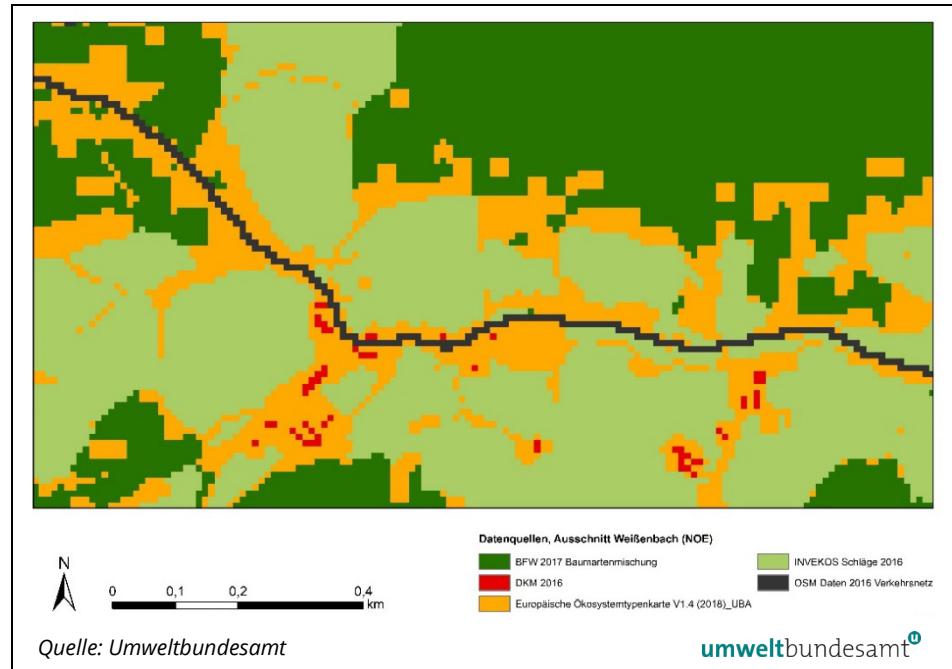 Datenquellen, Ausschnitt Weißenbach (NOE)
BFW 2017 Baumartenmischung
INVEKOS Schläge 2016
DKM 2016
OSM Daten 2016 Verkehrsnetz
Europäische Ökosystemtypenkarte V1.4 (2018)_UBA
N
0 0,1 0,2 0,4
km
Quelle: Umweltbundesamt
umweltbundesamt u